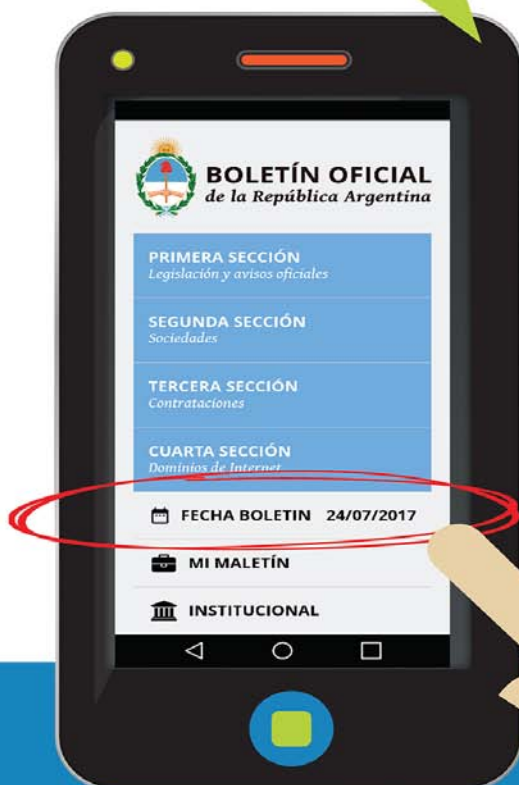 BOLETÍN OFICIAL
de la República Argentina
PRIMERA SECCIÓN
Legislación y avisos oficiales
SEGUNDA SECCIÓN
Sociedades
TERCERA SECCIÓN
Contrataciones
CUARTA SECCIÓN
Dominios de Internet
FECHA BOLETIN 24/07/2017
MI MALETÍN
INSTITUCIONAL